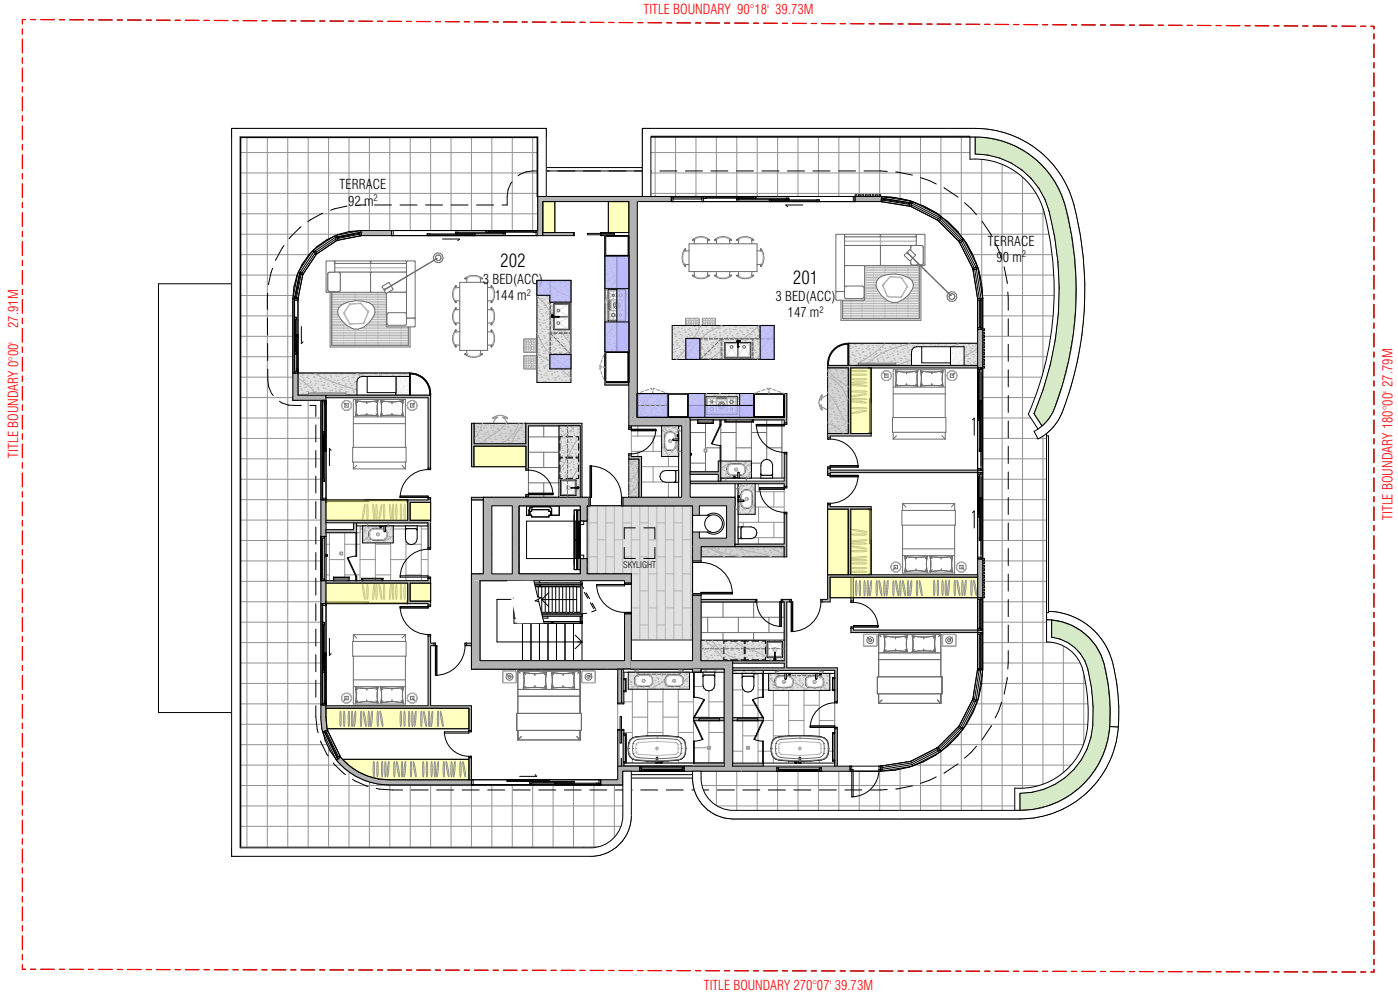 TITLE BOUNDARY 90°18' 39.73M
TERRACE
92 m²
202
3 BED(ACC)
144 m²
201
3 BED(ACC)
147 m²
TERRACE
90 m²
TITLE BOUNDARY 0°00' 27.91M
TITLE BOUNDARY 180°00' 27.79M
SKYLIGHT
TITLE BOUNDARY 270°07' 39.73M